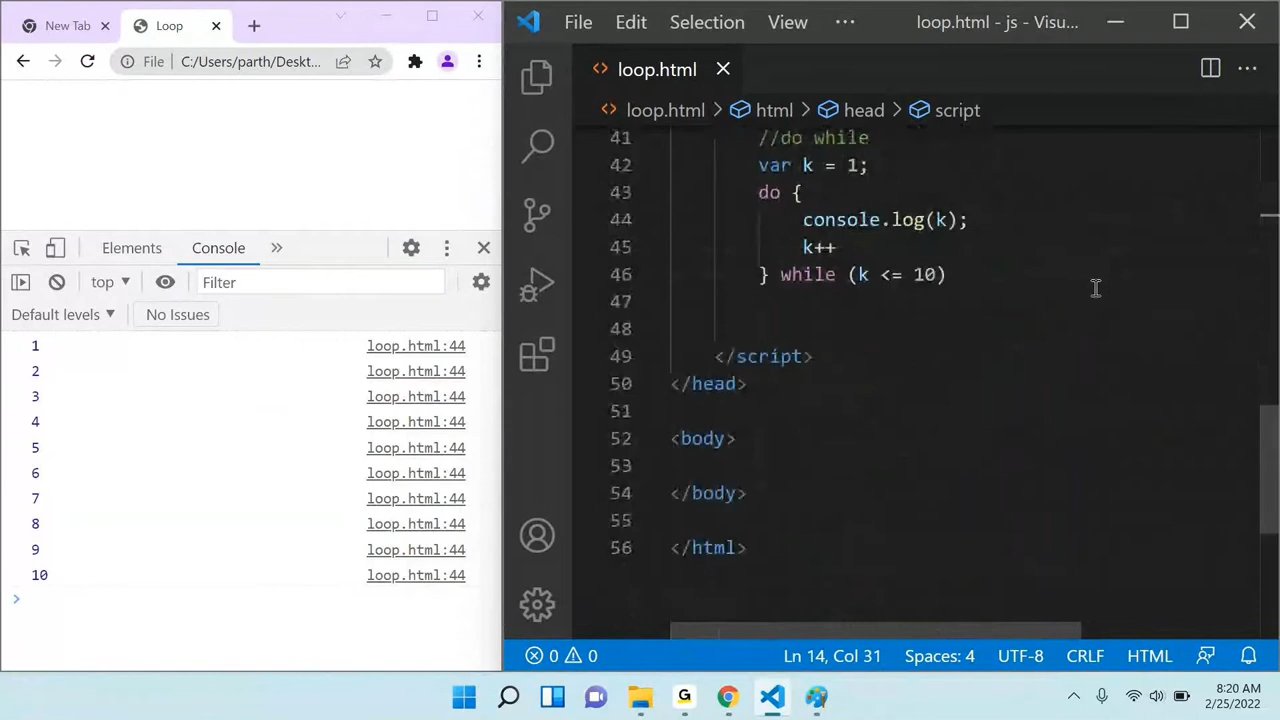 New Tab
Loop
File
C:/Users/parth/Deskt...
Elements
Console
top
Filter
Default levels
No Issues
1 loop.html:44
2 loop.html:44
3 loop.html:44
4 loop.html:44
5 loop.html:44
6 loop.html:44
7 loop.html:44
8 loop.html:44
9 loop.html:44
10 loop.html:44
>
File Edit Selection View ··· loop.html - js - Visu...
loop.html
loop.html > html > head > script
41 //do while
42 var k = 1;
43 do {
44 console.log(k);
45 k++
46 } while (k <= 10)
47
48
49 </script>
50 </head>
51
52 <body>
53
54 </body>
55
56 </html>
0 0 Ln 14, Col 31 Spaces: 4 UTF-8 CRLF HTML
G
8:20 AM
2/25/2022